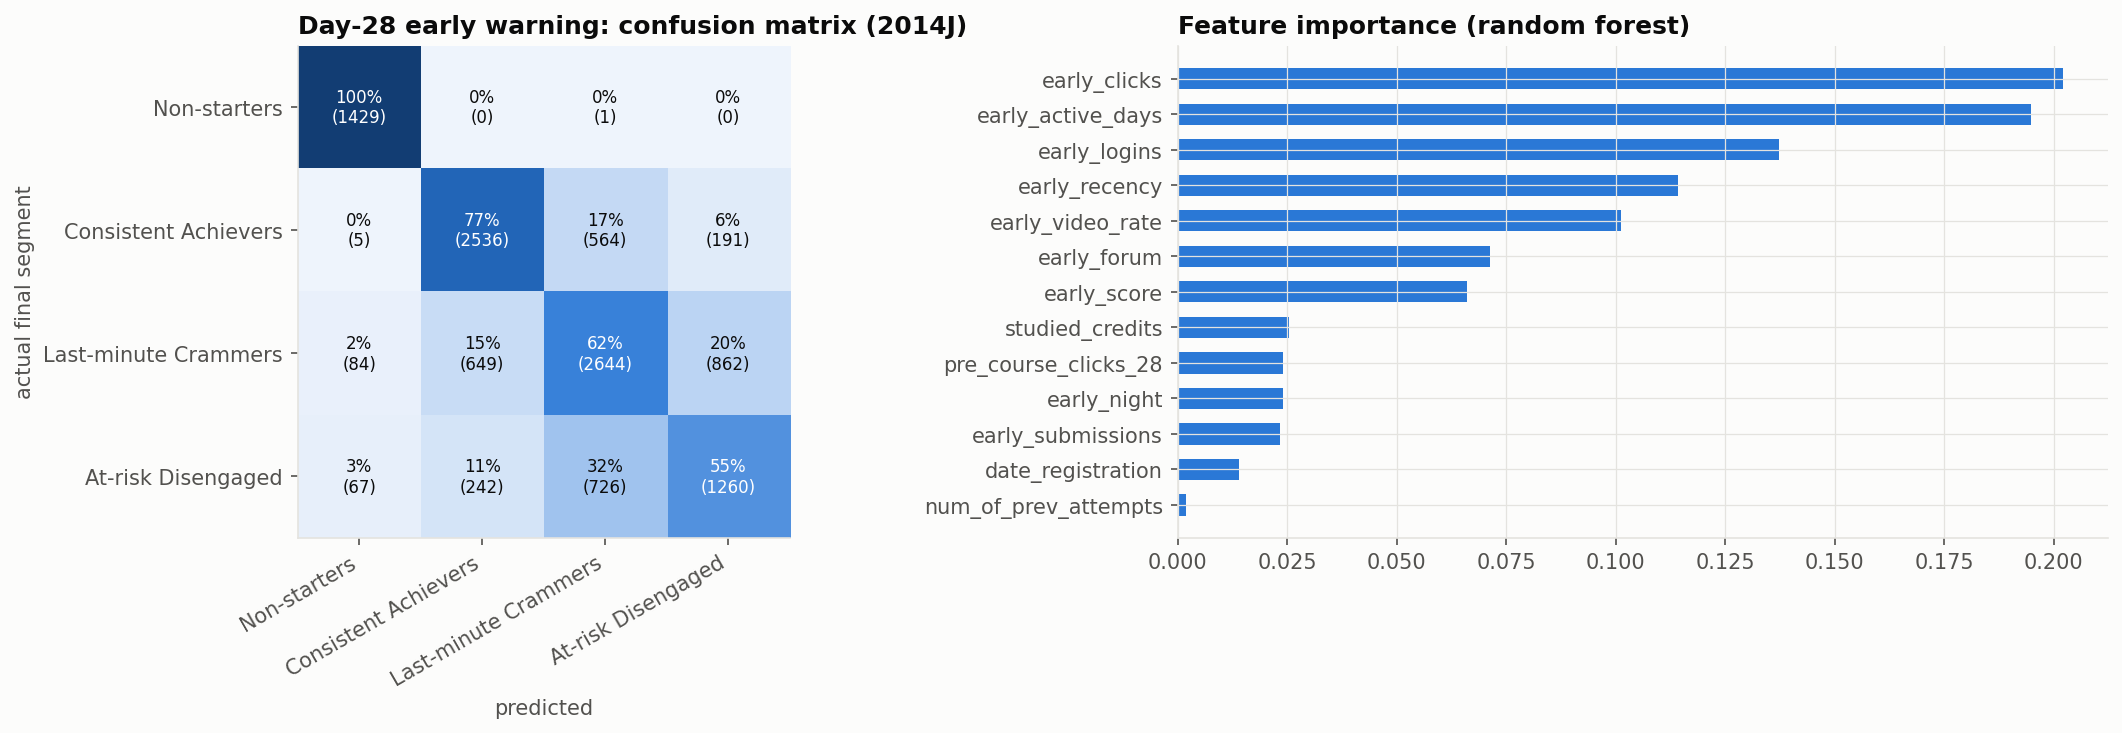 Day-28 early warning: confusion matrix (2014J)
actual final segment
Non-starters
100%
(1429)
0%
(0)
0%
(1)
0%
(0)
Consistent Achievers
0%
(5)
77%
(2536)
17%
(564)
6%
(191)
Last-minute Crammers
2%
(84)
15%
(649)
62%
(2644)
20%
(862)
At-risk Disengaged
3%
(67)
11%
(242)
32%
(726)
55%
(1260)
Non-starters
Consistent Achievers
Last-minute Crammers
At-risk Disengaged
predicted
Feature importance (random forest)
early_clicks
early_active_days
early_logins
early_recency
early_video_rate
early_forum
early_score
studied_credits
pre_course_clicks_28
early_night
early_submissions
date_registration
num_of_prev_attempts
0.000 0.025 0.050 0.075 0.100 0.125 0.150 0.175 0.200